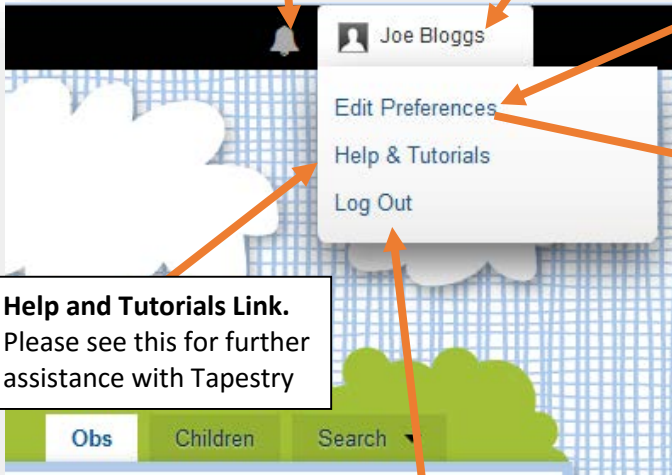 Joe Bloggs
Edit Preferences
Help & Tutorials
Log Out
Help and Tutorials Link.
Please see this for further
assistance with Tapestry
Obs Children Search